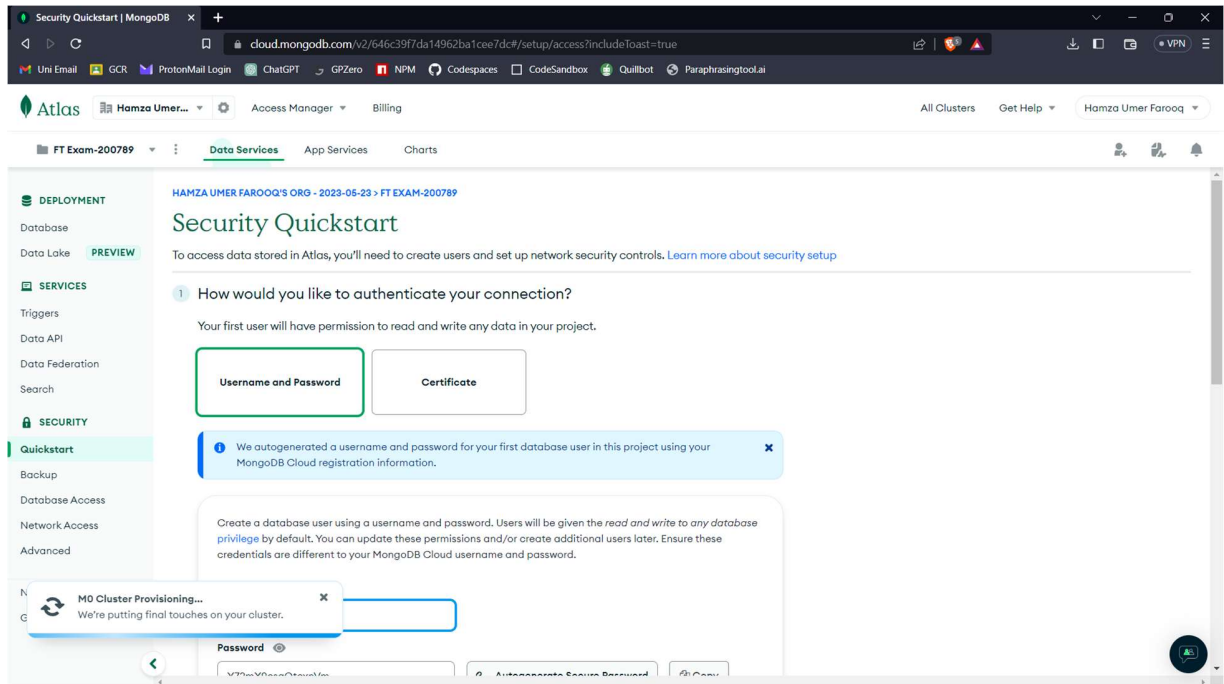 Security Quickstart | MongoDB
cloud.mongodb.com/v2/646c39f7da14962ba1cee7dc#/setup/access?includeToast=true
VPN
Uni Email GCR ProtonMail Login ChatGPT GPZero NPM Codespaces CodeSandbox Quillbot Paraphrasingtool.ai
Atlas Hamza Umer... Access Manager Billing All Clusters Get Help Hamza Umer Farooq
FT Exam-200789 Data Services App Services Charts
DEPLOYMENT
Database
Data Lake PREVIEW
SERVICES
Triggers
Data API
Data Federation
Search
SECURITY
Quickstart
Backup
Database Access
Network Access
Advanced
HAMZA UMER FAROOQ'S ORG - 2023-05-23 > FT EXAM-200789
Security Quickstart
To access data stored in Atlas, you'll need to create users and set up network security controls. Learn more about security setup
1 How would you like to authenticate your connection?
Your first user will have permission to read and write any data in your project.
Username and Password Certificate
We autogenerated a username and password for your first database user in this project using your
MongoDB Cloud registration information.
Create a database user using a username and password. Users will be given the read and write to any database
privilege by default. You can update these permissions and/or create additional users later. Ensure these
credentials are different to your MongoDB Cloud username and password.
M0 Cluster Provisioning...
We're putting final touches on your cluster.
Password
Autogenerate Secure Password Copy